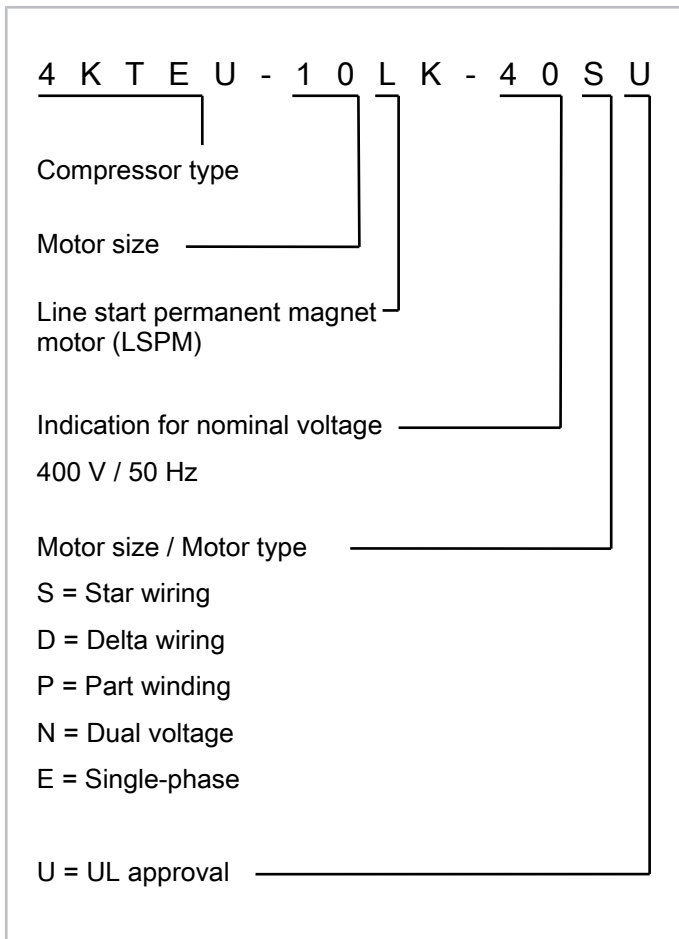 4 K T E U - 1 0 L K - 4 0 S U
Compressor type
Motor size
Line start permanent magnet
motor (LSPM)
Indication for nominal voltage
400 V / 50 Hz
Motor size / Motor type
S = Star wiring
D = Delta wiring
P = Part winding
N = Dual voltage
E = Single-phase
U = UL approval